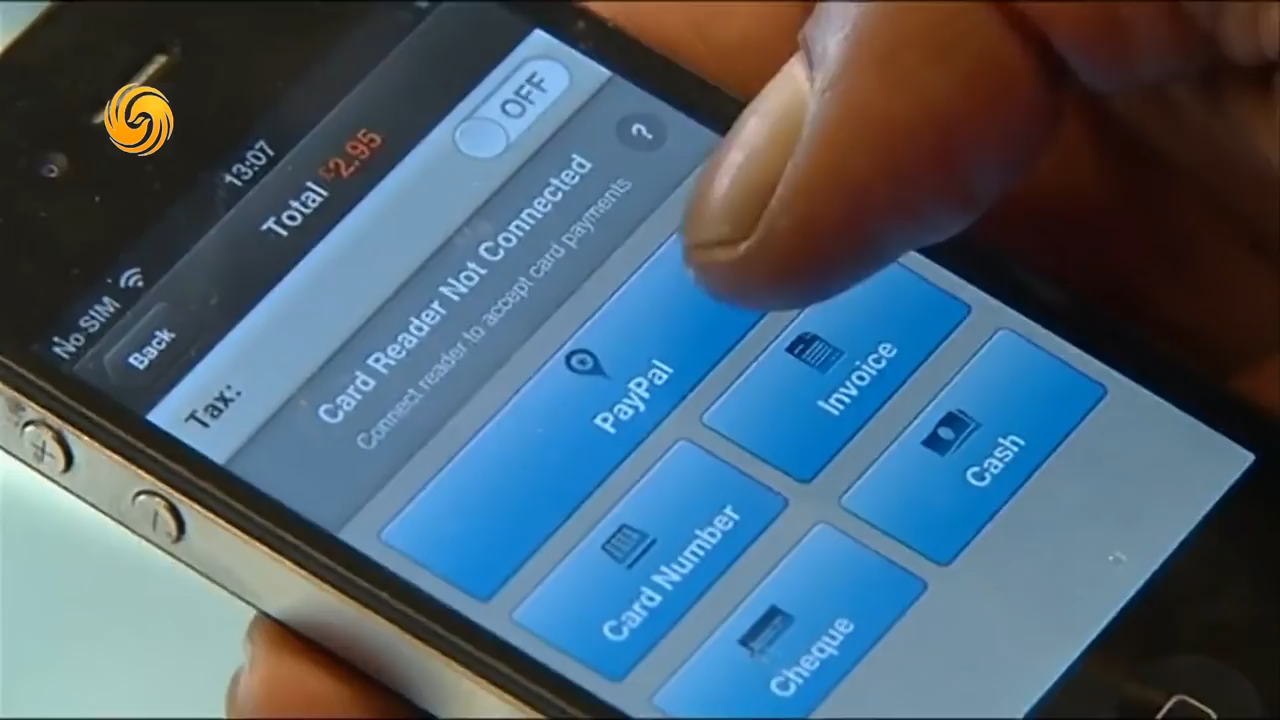 No SIM 13:07
Back
Total £2.95
Tax: OFF
Card Reader Not Connected
Connect reader to accept card payments
?
PayPal
Card Number
Invoice
Cheque
Cash